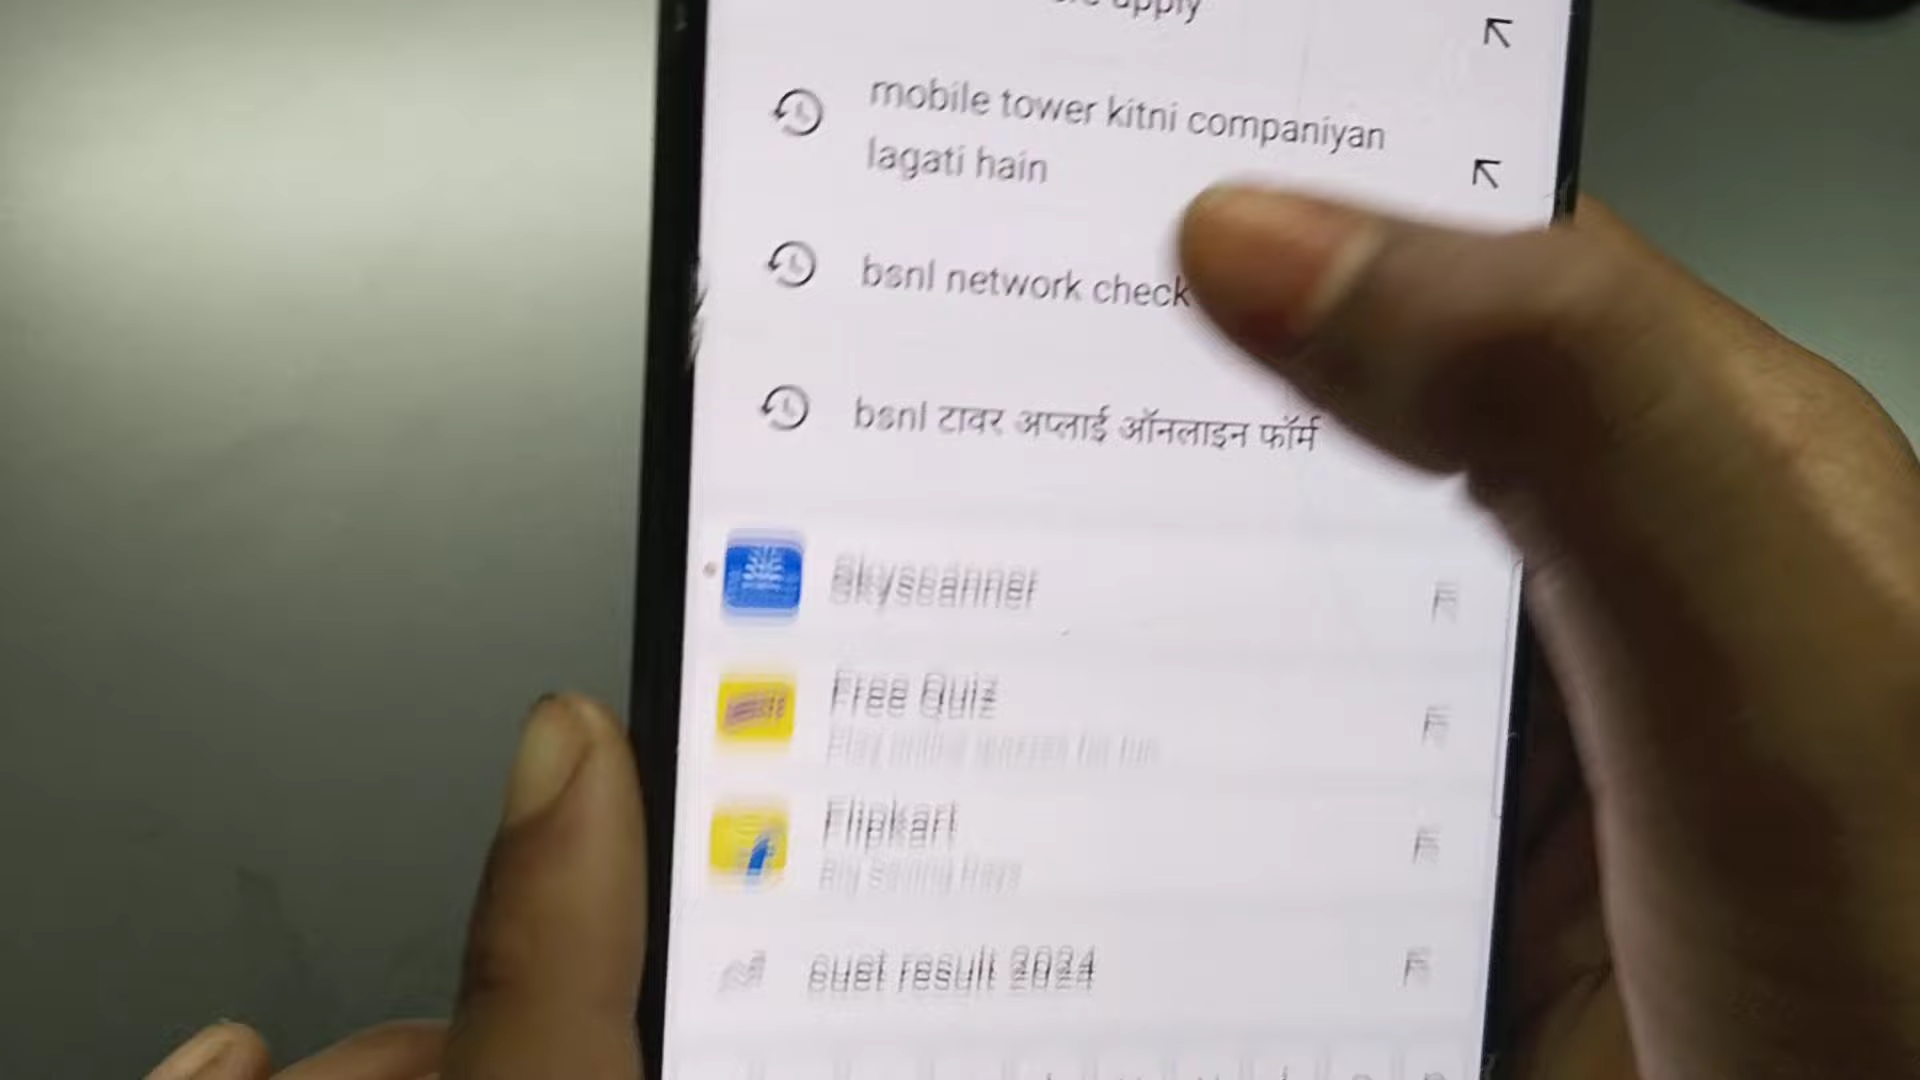 apply
mobile tower kitni companiyan
lagati hain
bsnl network check
bsnl टावर अप्लाई ऑनलाइन फॉर्म
Skyscanner
Free Quiz
Flipkart
cuet result 2024